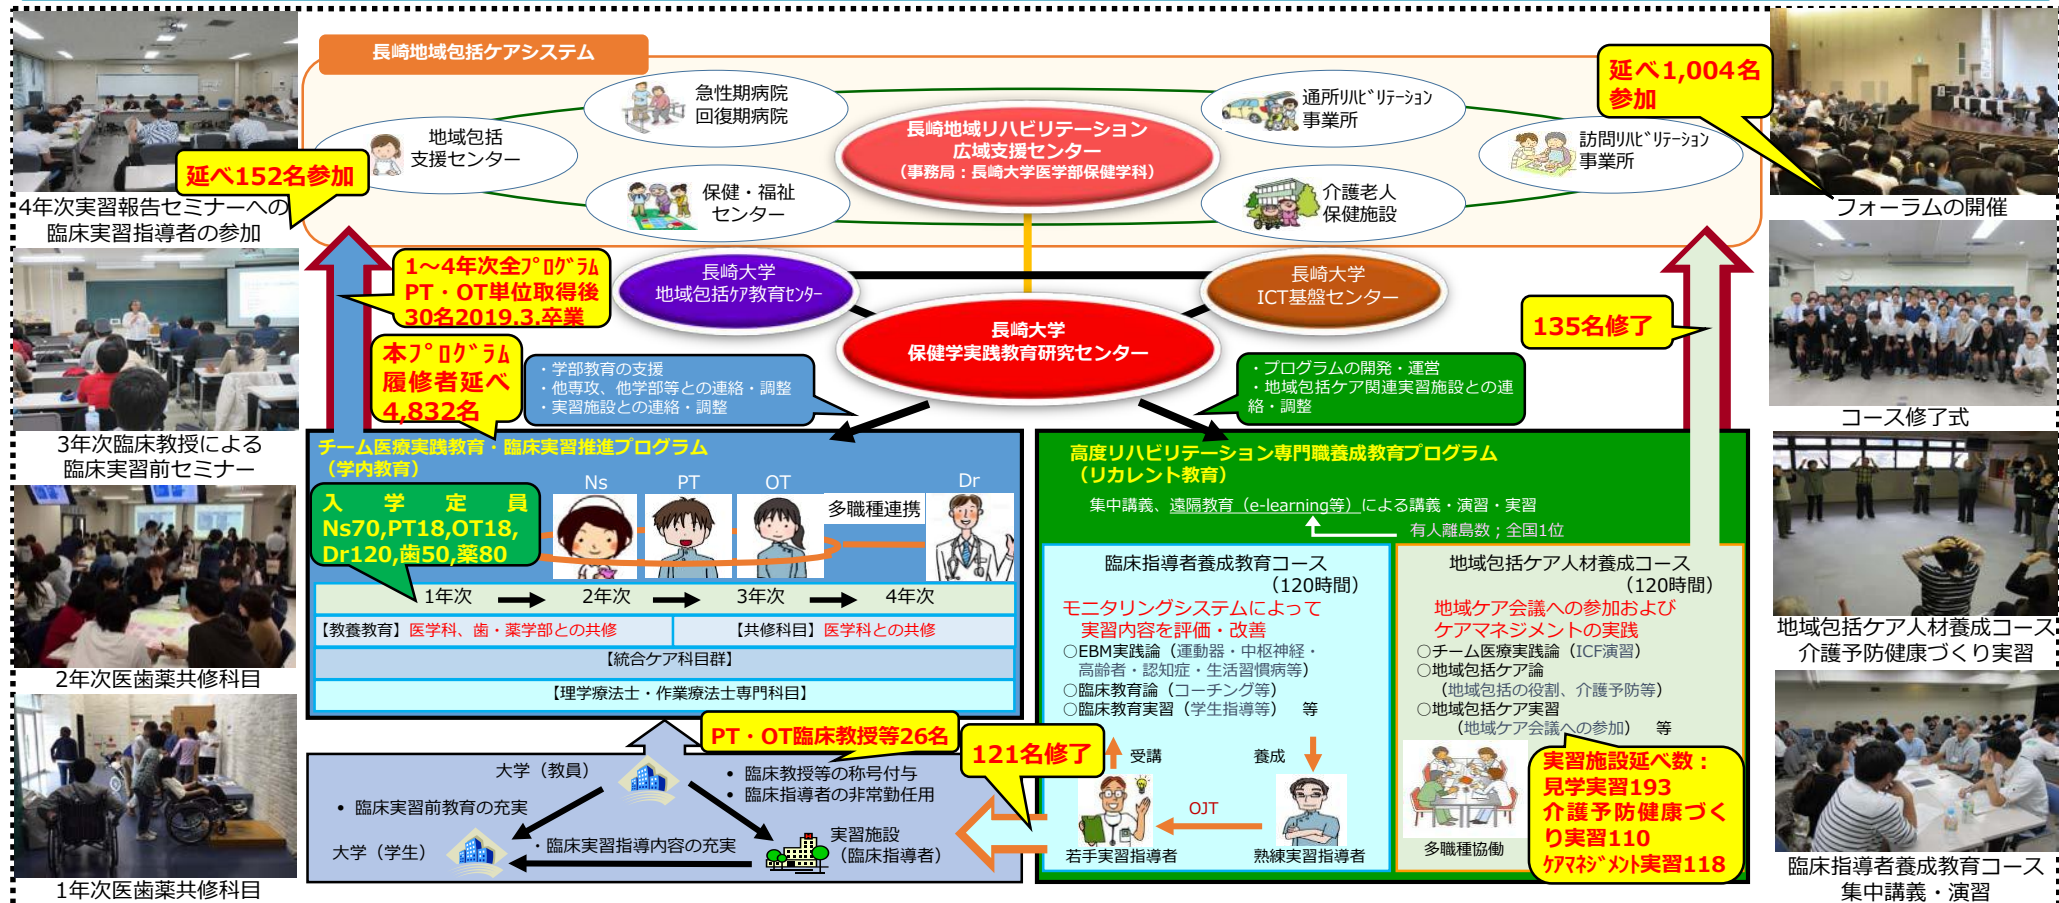 長崎地域包括ケアシステム
延べ1,004名
参加
急性期病院
回復期病院
通所ﾘﾊﾋﾞﾘﾃｰｼｮﾝ
事業所
地域包括
支援センター
長崎地域リハビリテーション
広域支援センター
(事務局：長崎大学医学部保健学科)
訪問ﾘﾊﾋﾞﾘﾃｰｼｮﾝ
事業所
延べ152名参加
保健・福祉
センター
介護老人
保健施設
4年次実習報告セミナーへの
臨床実習指導者の参加
フォーラムの開催
1～4年次全ﾌﾟﾛｸﾞﾗﾑ
PT・OT単位取得後
30名2019.3.卒業
長崎大学
地域包括ｹｱ教育ｾﾝﾀｰ
長崎大学
ICT基盤センター
135名修了
長崎大学
保健学実践教育研究センター
本ﾌﾟﾛｸﾞﾗﾑ
履修者延べ
4,832名
・学部教育の支援
・他専攻、他学部等との連絡・調整
・実習施設との連絡・調整
・プログラムの開発・運営
・地域包括ケア関連実習施設との連
絡・調整
3年次臨床教授による
臨床実習前セミナー
コース修了式
チーム医療実践教育・臨床実習推進プログラム
（学内教育）
Ns
PT
OT
多職種連携
Dr
入学定員
Ns70,PT18,OT18,
Dr120,歯50,薬80
1年次
2年次
3年次
4年次
【教養教育】医学科、歯・薬学部との共修
【共修科目】医学科との共修
【統合ケア科目群】
【理学療法士・作業療法士専門科目】
2年次医歯薬共修科目
1年次医歯薬共修科目
高度リハビリテーション専門職養成教育プログラム
（リカレント教育）
集中講義、遠隔教育（e-learning等）による講義・演習・実習
有人離島数；全国1位
臨床指導者養成教育コース
（120時間）
モニタリングシステムによって
実習内容を評価・改善
○EBM実践論（運動器・中枢神経・
高齢者・認知症・生活習慣病等）
○臨床教育論（コーチング等）
○臨床教育実習（学生指導等）　等
受講
養成
OJT
若手実習指導者
熟練実習指導者
地域包括ケア人材養成コース
（120時間）
地域ケア会議への参加および
ケアマネジメントの実践
○チーム医療実践論（ICF演習）
○地域包括ケア論
（地域包括の役割、介護予防等）
○地域包括ケア実習
（地域ケア会議への参加）　等
多職種協働
実習施設延べ数：
見学実習193
介護予防健康づく
り実習110
ｹｱﾏﾈｼﾞﾒﾝﾄ実習118
PT・OT臨床教授等26名
121名修了
大学（教員）
• 臨床教授等の称号付与
• 臨床指導者の非常勤任用
• 臨床実習前教育の充実
・臨床実習指導内容の充実
大学（学生）
実習施設
（臨床指導者）
地域包括ケア人材養成コース
介護予防健康づくり実習
臨床指導者養成教育コース
集中講義・演習